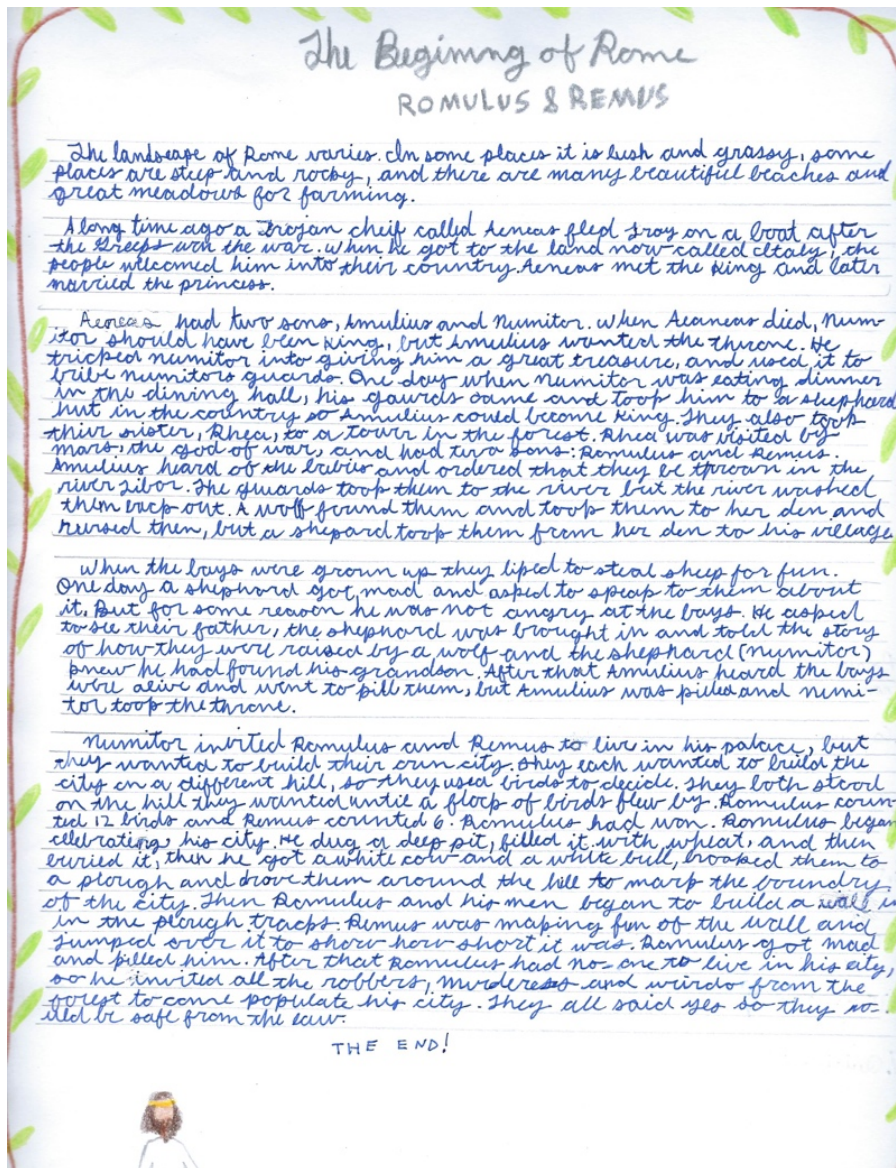 The Begining of Rome
ROMULUS & REMUS
The landscape of Rome varies. In some places it is lush and grassy, some
places are steep and rocky, and there are many beautiful beaches and
great meadows for farming.
A long time ago a Trojan cheif called Aeneas fled Troy on a boat after
the Greeks won the war. When he got to the land now called Italy, the
people welcomed him into their country. Aeneas met the King and later
married the princess.
Aeneas had two sons, Amulius and Numitor. When Aeaneas died, Num-
itor should have been King, but Amulius wanted the throne. He
tricked Numitor into giving him a great treasure, and used it to
bribe Numitors guards. One day when Numitor was eating dinner
in the dining hall, his gaurds came and took him to a shephard
hut in the country so Amulius could become King. They also took
thier sister, Rhea, to a tower in the forest. Rhea was visited by
mars, the god of war, and had two sons: Romulus and Remus.
Amulius heard of the babies and ordered that they be thrown in the
river Tibor. The guards took them to the river but the river washed
them back out. A wolf found them and took them to her den and
nursed them, but a shepard took them from her den to his village
When the boys were grown up they liked to steal sheep for fun.
One day a shephard got mad and asked to speak to them about
it. But for some reason he was not angry at the boys. He asked
to see their father, the shephard was brought in and told the story
of how they were raised by a wolf and the shephard (Numitor)
knew he had found his grandson. After that Amulius heard the boys
were alive and went to kill them, but Amulius was killed and Numi-
tor took the throne.
Numitor invited Romulus and Remus to live in his palace, but
they wanted to build their own city. They each wanted to build the
city on a different hill, so they used birds to decide. They both stood
on the hill they wanted until a flock of birds flew by. Romulus coun
ted 12 birds and Remus counted 6. Romulus had won. Romulus began
celebrating his city. He dug a deep pit, filled it with wheat, and then
buried it, then he got a white cow and a white bull, hooked them to
a plough and drove them around the hill to mark the boundry
of the city. Then Romulus and his men began to build a wall
in the plough tracks. Remus was making fun of the wall and
jumped over it to show how short it was. Romulus got mad
and killed him. After that Romulus had no-one to live in his city,
so he invited all the robbers, murderess and wirdo from the
forest to come populate his city. They all said yes so they wo-
uld be safe from the law.
THE END!